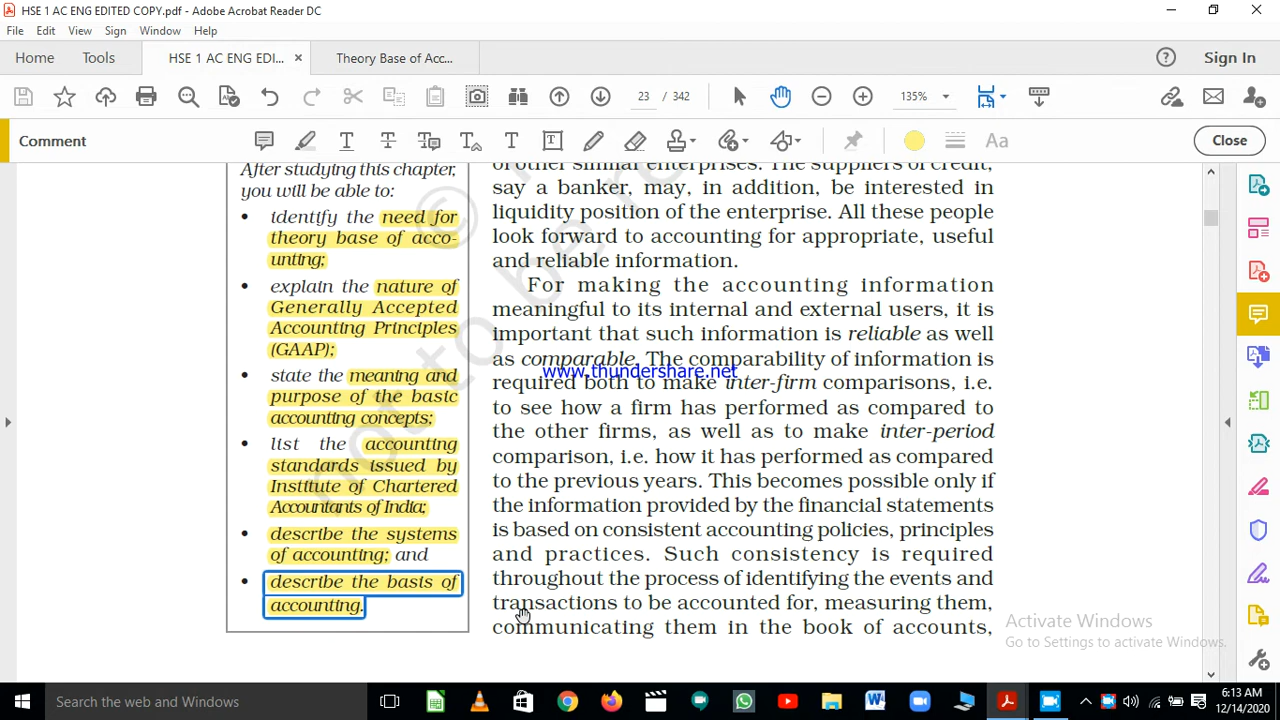 HSE 1 AC ENG EDITED COPY.pdf - Adobe Acrobat Reader DC
File Edit View Sign Window Help
Home Tools HSE 1 AC ENG EDI... × Theory Base of Acc... ? Sign In
23 / 342 135%
Comment Close
After studying this chapter,
you will be able to:
• identify the need for
theory base of acco-
unting;
• explain the nature of
Generally Accepted
Accounting Principles
(GAAP);
• state the meaning and
purpose of the basic
accounting concepts;
• list the accounting
standards issued by
Institute of Chartered
Accountants of India;
• describe the systems
of accounting; and
• describe the basis of
accounting.
of other similar enterprises. The suppliers of credit,
say a banker, may, in addition, be interested in
liquidity position of the enterprise. All these people
look forward to accounting for appropriate, useful
and reliable information.
For making the accounting information
meaningful to its internal and external users, it is
important that such information is reliable as well
as comparable. The comparability of information is
required both to make inter-firm comparisons, i.e.
to see how a firm has performed as compared to
the other firms, as well as to make inter-period
comparison, i.e. how it has performed as compared
to the previous years. This becomes possible only if
the information provided by the financial statements
is based on consistent accounting policies, principles
and practices. Such consistency is required
throughout the process of identifying the events and
transactions to be accounted for, measuring them,
communicating them in the book of accounts,
www.thundershare.net
©
not to be re
Activate Windows
Go to Settings to activate Windows.
Search the web and Windows
6:13 AM
12/14/2020